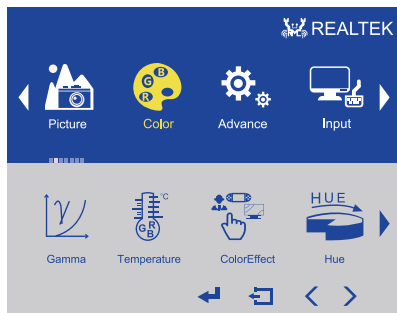 REALTEK
G B R
Picture Color Advance Input
°C
G R B
HUE
Gamma Temperature ColorEffect Hue